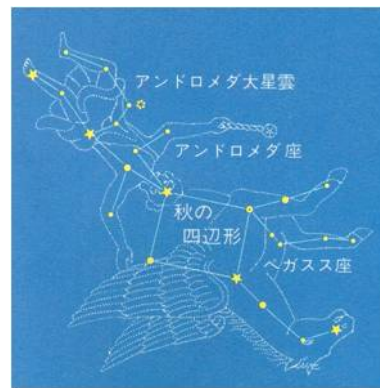 アンドロメダ大星雲
アンドロメダ座
秋の
四辺形
ペガスス座